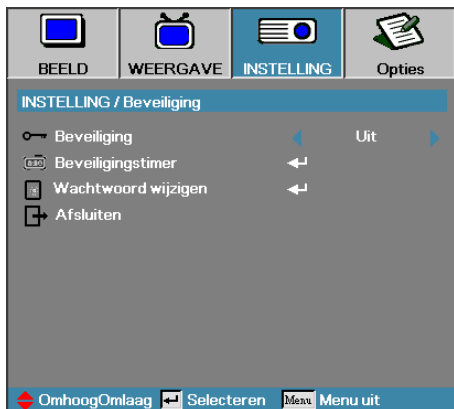 BEELD WEERGAVE INSTELLING Opties
INSTELLING / Beveiliging
Beveiliging Uit
Beveiligingstimer
Wachtwoord wijzigen
Afsluiten
OmhoogOmlaag Selecteren Menu Menu uit